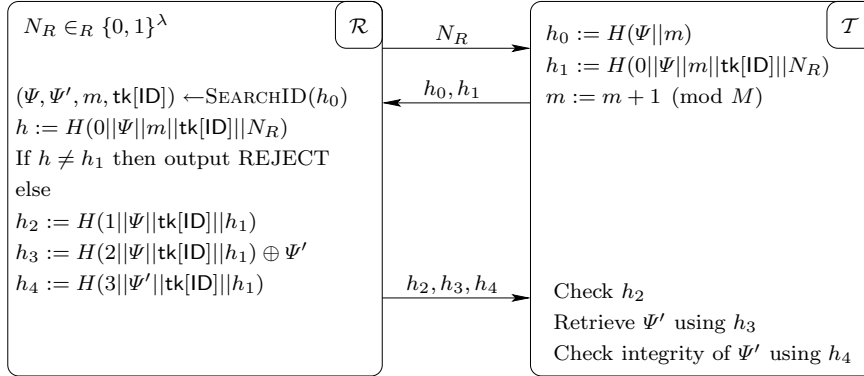 N_R ∈_R {0, 1}^λ
ℛ
(Ψ, Ψ′, m, tk[ID]) ←SEARCHID(h_0)
h := H(0||Ψ||m||tk[ID]||N_R)
If h ≠ h_1 then output REJECT
else
h_2 := H(1||Ψ||tk[ID]||h_1)
h_3 := H(2||Ψ||tk[ID]||h_1) ⊕ Ψ′
h_4 := H(3||Ψ′||tk[ID]||h_1)
N_R
h_0, h_1
h_2, h_3, h_4
𝒯
h_0 := H(Ψ||m)
h_1 := H(0||Ψ||m||tk[ID]||N_R)
m := m + 1 (mod M)
Check h_2
Retrieve Ψ′ using h_3
Check integrity of Ψ′ using h_4